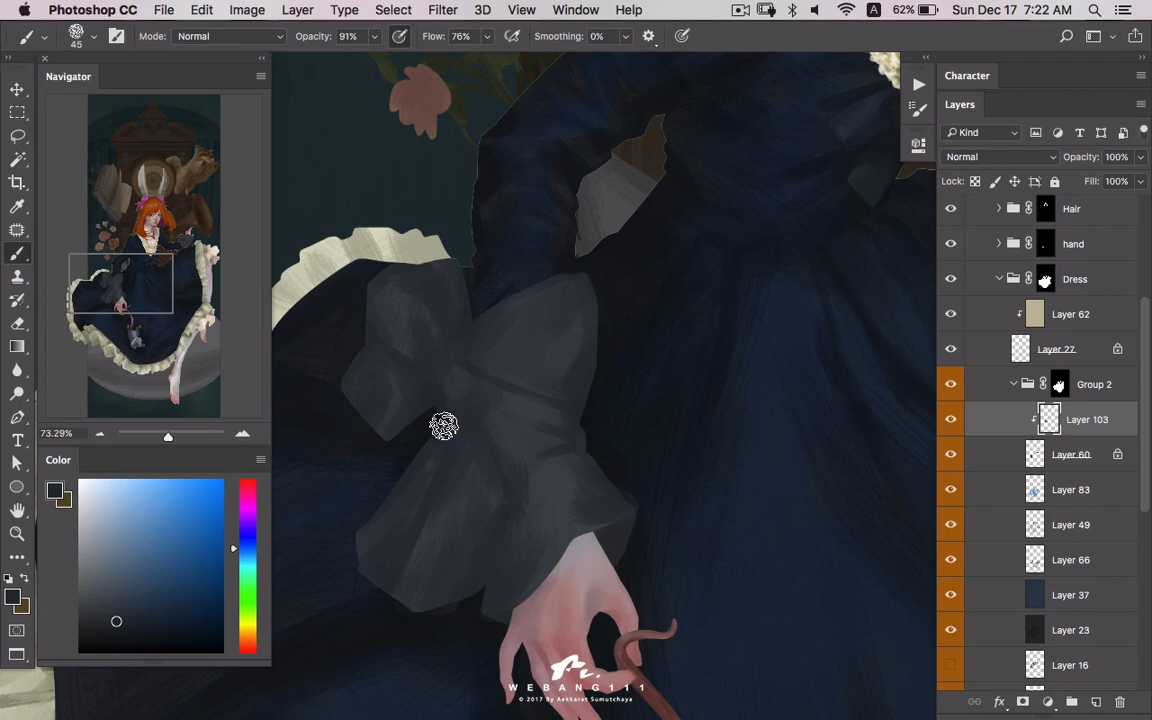 Photoshop CC File Edit Image Layer Type Select Filter 3D View Window Help A 62% Sun Dec 17 7:22 AM
45 Mode: Normal Opacity: 91% Flow: 76% Smoothing: 0%
Navigator
Character
Layers
Kind
Normal Opacity: 100%
Lock: Fill: 100%
Hair
hand
Dress
Layer 62
Layer 27
Group 2
Layer 103
Layer 60
Layer 83
Layer 49
Layer 66
Layer 37
Layer 23
Layer 16
73.29%
Color
WEBANG111
© 2017 By Aekkarat Sumutchaya